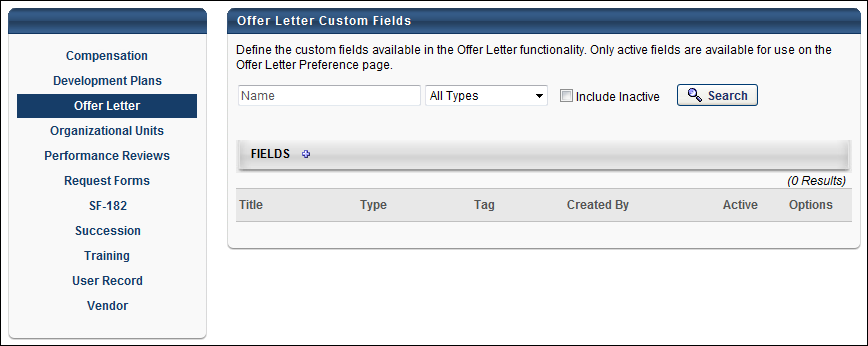 Compensation
Development Plans
Offer Letter
Organizational Units
Performance Reviews
Request Forms
SF-182
Succession
Training
User Record
Vendor
Offer Letter Custom Fields
Define the custom fields available in the Offer Letter functionality. Only active fields are available for use on the
Offer Letter Preference page.
Name All Types Include Inactive Search
FIELDS
(0 Results)
Title Type Tag Created By Active Options